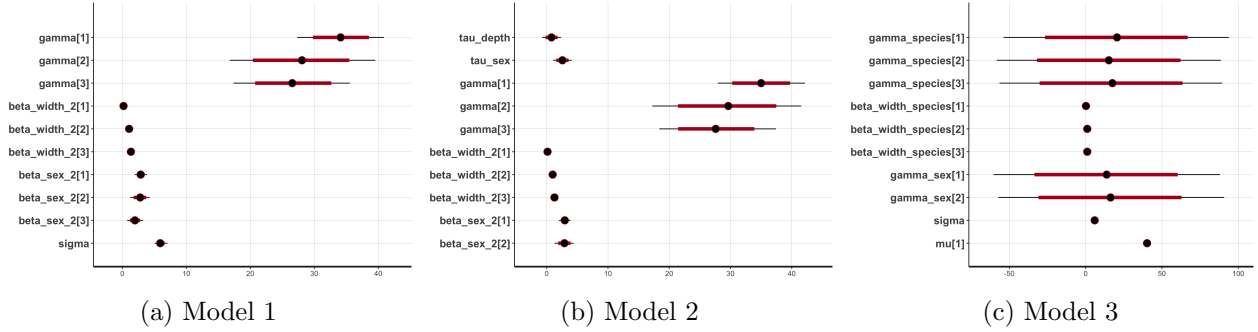 gamma[1]
gamma[2]
gamma[3]
beta_width_2[1]
beta_width_2[2]
beta_width_2[3]
beta_sex_2[1]
beta_sex_2[2]
beta_sex_2[3]
sigma
0 10 20 30 40
(a) Model 1
tau_depth
tau_sex
gamma[1]
gamma[2]
gamma[3]
beta_width_2[1]
beta_width_2[2]
beta_width_2[3]
beta_sex_2[1]
beta_sex_2[2]
0 10 20 30 40
(b) Model 2
gamma_species[1]
gamma_species[2]
gamma_species[3]
beta_width_species[1]
beta_width_species[2]
beta_width_species[3]
gamma_sex[1]
gamma_sex[2]
sigma
mu[1]
-50 0 50 100
(c) Model 3